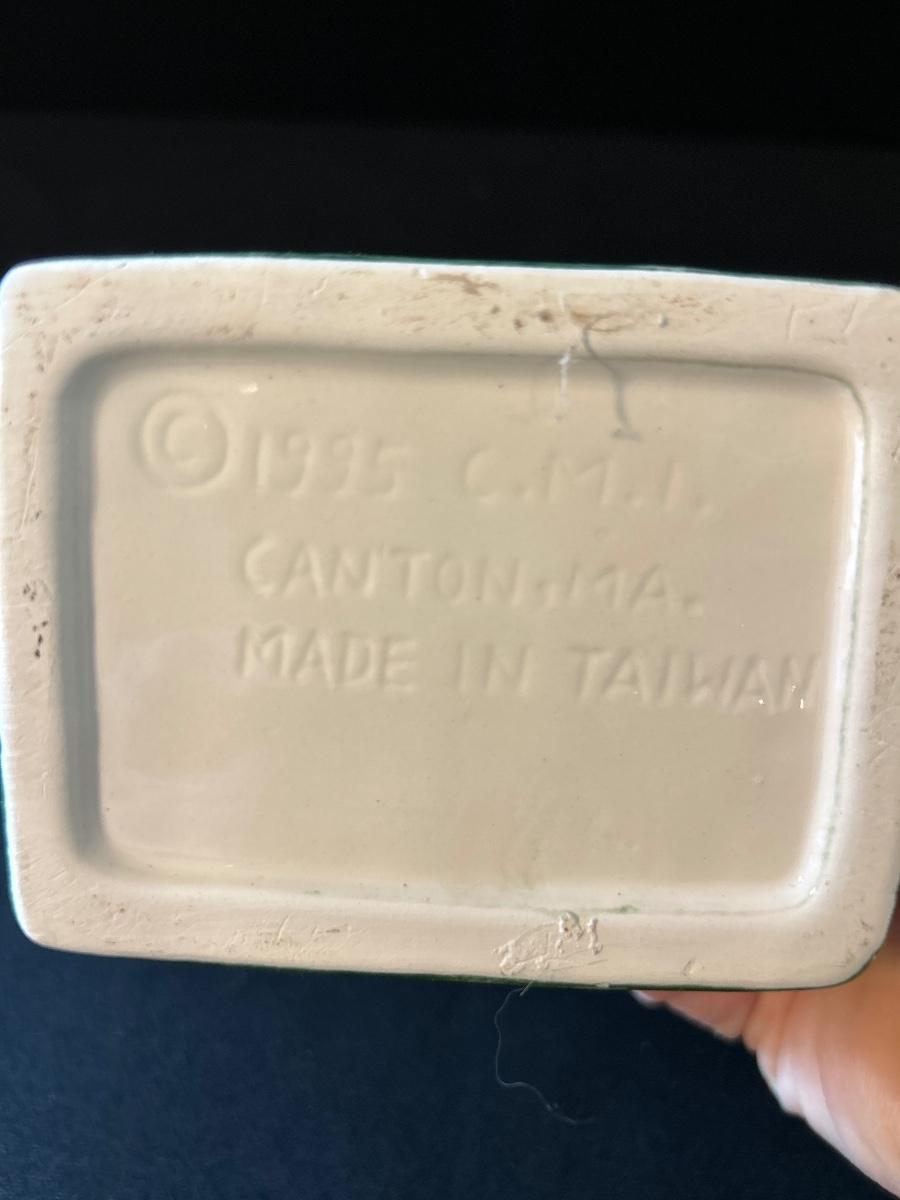 © 1995 C.M.I.
CANTON, MA.
MADE IN TAIWAN